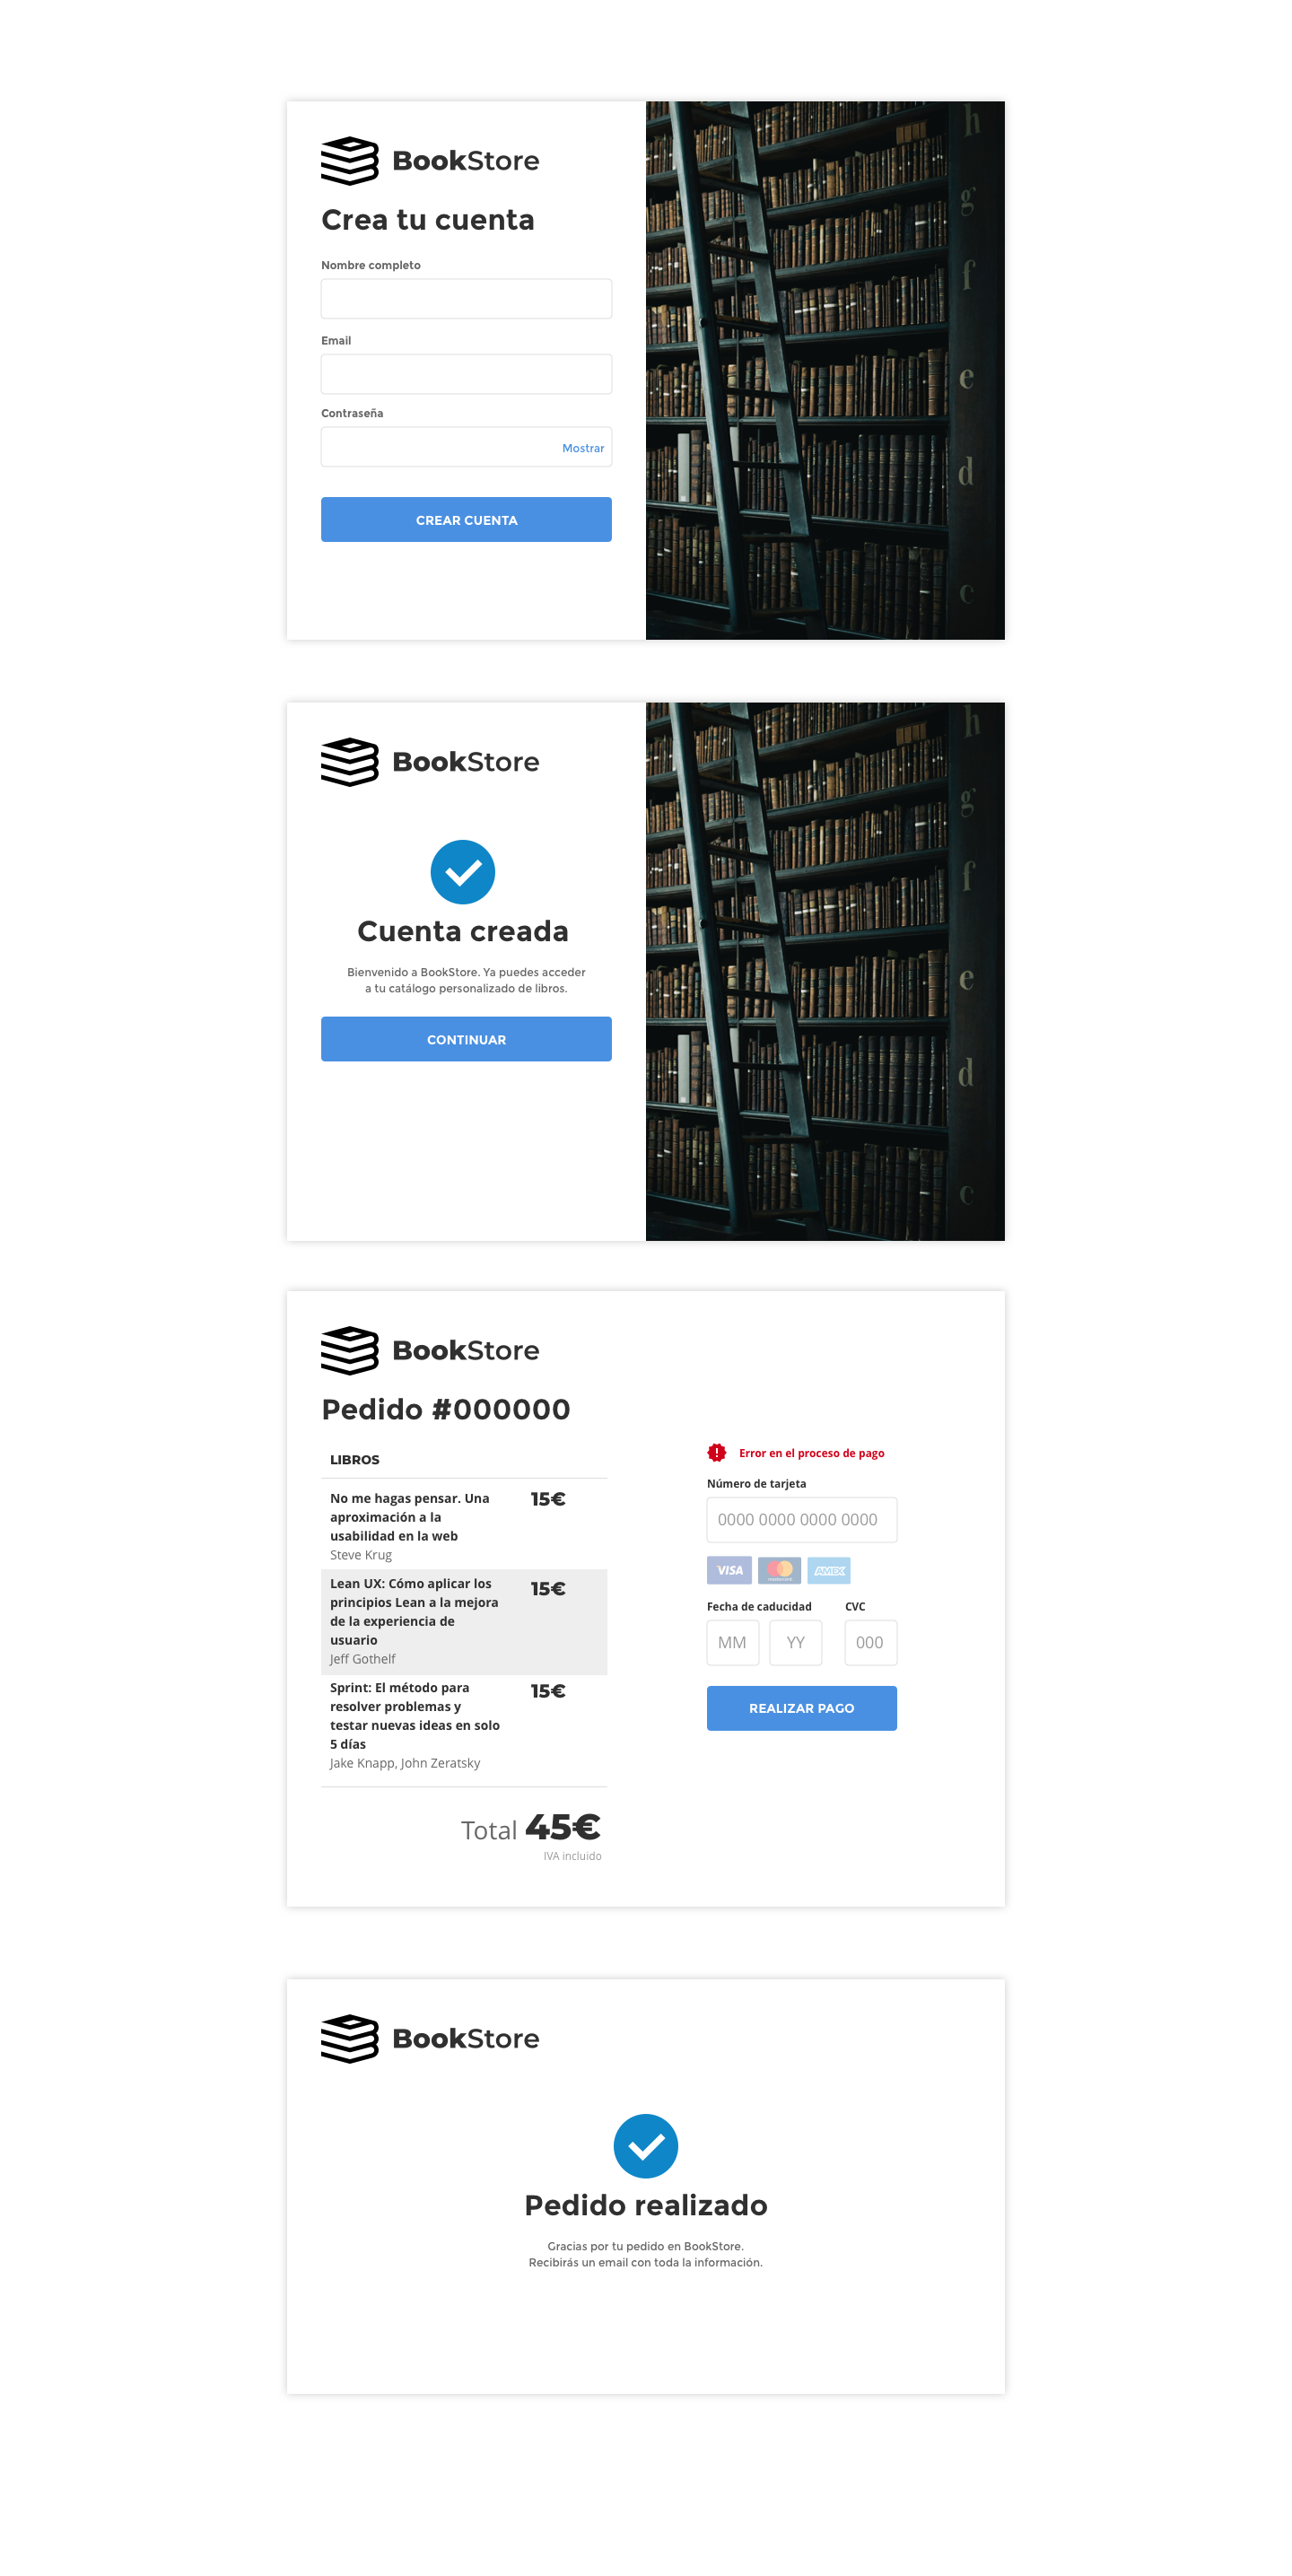 BookStore
Crea tu cuenta
Nombre completo
Email
Contraseña
Mostrar
CREAR CUENTA
h
g
f
e
d
c
BookStore
Cuenta creada
Bienvenido a BookStore. Ya puedes acceder
a tu catálogo personalizado de libros.
CONTINUAR
h
g
f
e
d
c
BookStore
Pedido #000000
LIBROS
No me hagas pensar. Una
aproximación a la
usabilidad en la web
Steve Krug
15€
Lean UX: Cómo aplicar los
principios Lean a la mejora
de la experiencia de
usuario
Jeff Gothelf
15€
Sprint: El método para
resolver problemas y
testar nuevas ideas en solo
5 días
Jake Knapp, John Zeratsky
15€
Total 45€
IVA incluido
Error en el proceso de pago
Número de tarjeta
0000 0000 0000 0000
VISA
AMEX
Fecha de caducidad CVC
MM YY 000
REALIZAR PAGO
BookStore
Pedido realizado
Gracias por tu pedido en BookStore.
Recibirás un email con toda la información.